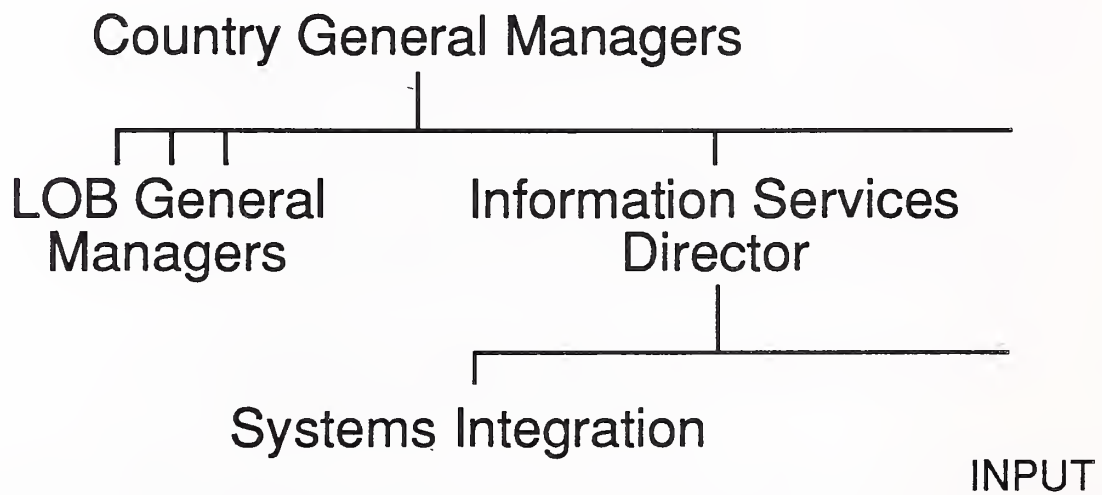 Country General Managers
LOB General
Managers
Information Services
Director
Systems Integration
INPUT